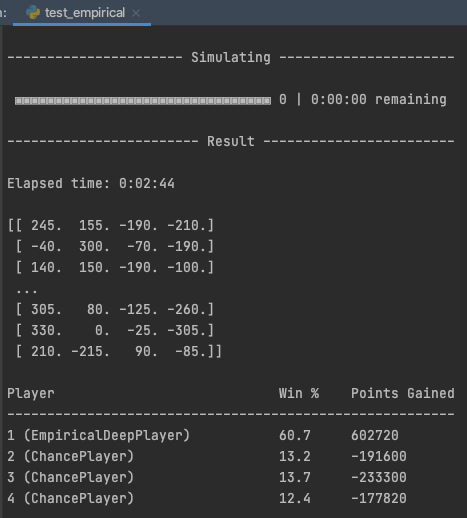 n:
test_empirical ×
---------------------- Simulating ----------------------
▣▣▣▣▣▣▣▣▣▣▣▣▣▣▣▣▣▣▣▣▣▣▣▣▣▣▣▣▣▣▣▣ 0 | 0:00:00 remaining
------------------------ Result ------------------------
Elapsed time: 0:02:44
[[ 245.  155. -190. -210.]
 [ -40.  300.  -70. -190.]
 [ 140.  150. -190. -100.]
 ...
 [ 305.   80. -125. -260.]
 [ 330.    0.  -25. -305.]
 [ 210. -215.   90.  -85.]]
Player                            Win %    Points Gained
--------------------------------------------------------
1 (EmpiricalDeepPlayer)           60.7     602720
2 (ChancePlayer)                  13.2     -191600
3 (ChancePlayer)                  13.7     -233300
4 (ChancePlayer)                  12.4     -177820